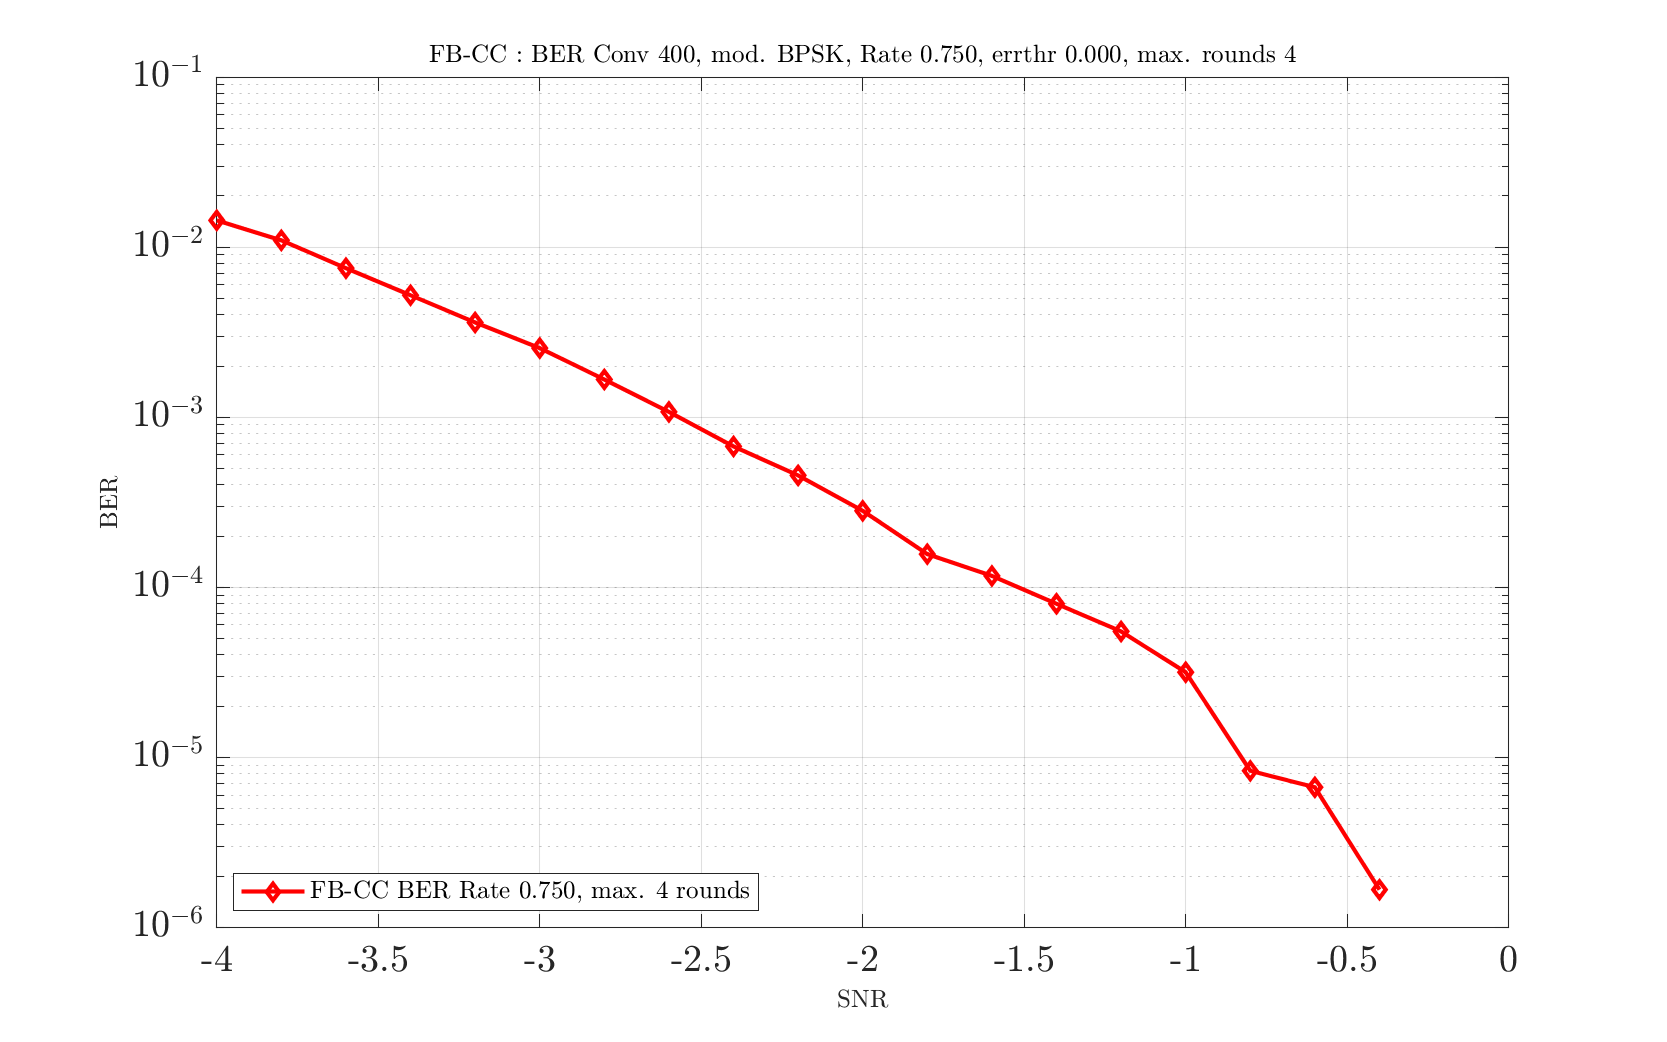 FB-CC : BER Conv 400, mod. BPSK, Rate 0.750, errthr 0.000, max. rounds 4
10^{-1}
10^{-2}
10^{-3}
10^{-4}
10^{-5}
10^{-6}
BER
FB-CC BER Rate 0.750, max. 4 rounds
-4 -3.5 -3 -2.5 -2 -1.5 -1 -0.5 0
SNR